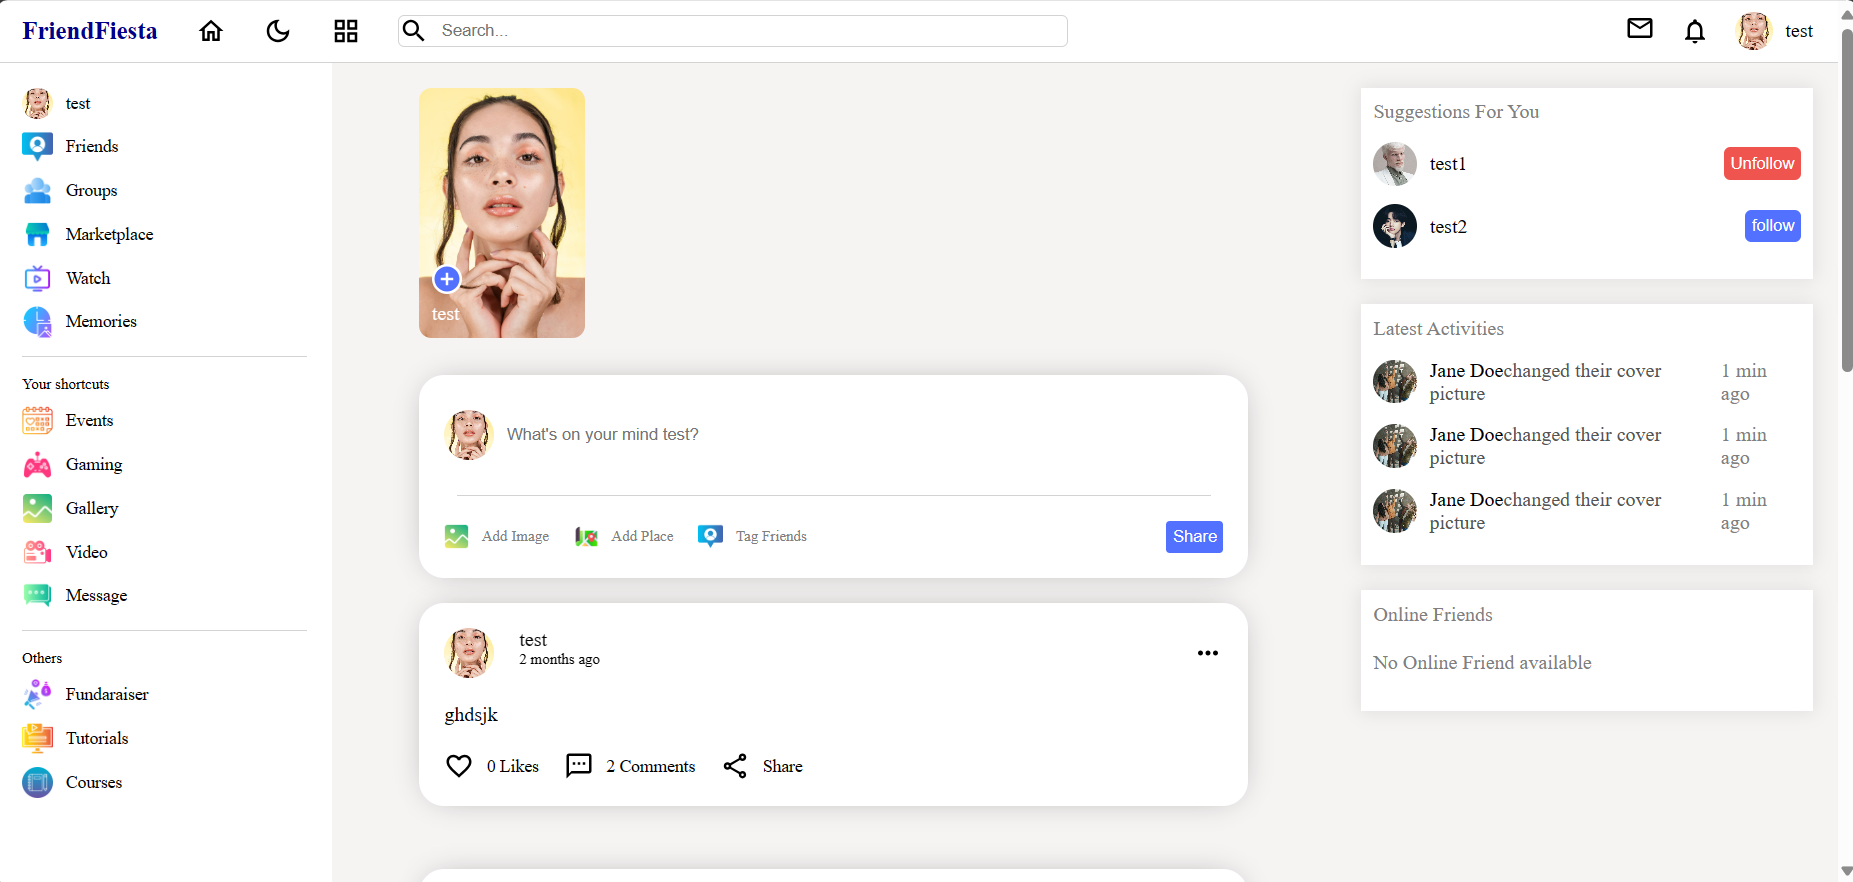 FriendFiesta
Search...
test
test
Friends
Groups
Marketplace
Watch
Memories
Your shortcuts
Events
Gaming
Gallery
Video
Message
Others
Fundaraiser
Tutorials
Courses
test
What's on your mind test?
Add Image
Add Place
Tag Friends
Share
test
2 months ago
ghdsjk
0 Likes
2 Comments
Share
Suggestions For You
test1
Unfollow
test2
follow
Latest Activities
Jane Doechanged their cover
picture
1 min
ago
Jane Doechanged their cover
picture
1 min
ago
Jane Doechanged their cover
picture
1 min
ago
Online Friends
No Online Friend available